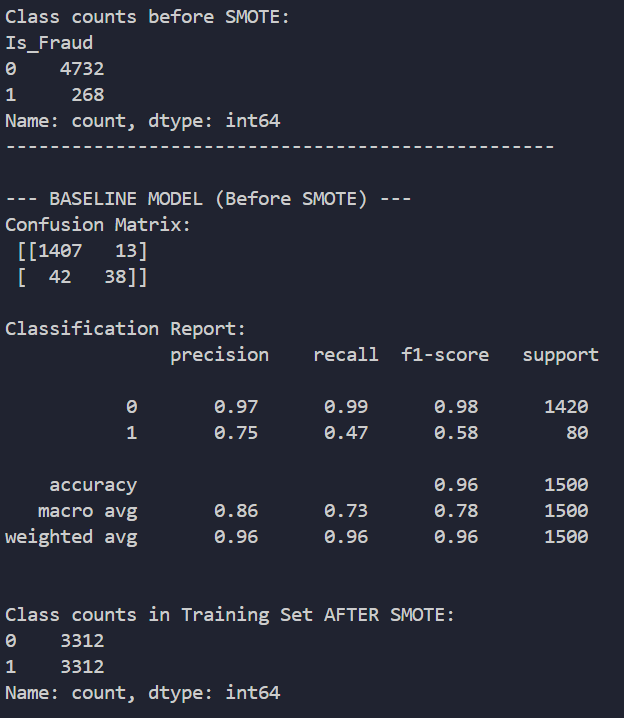 Class counts before SMOTE:
Is_Fraud
0    4732
1     268
Name: count, dtype: int64
--------------------------------------------------
--- BASELINE MODEL (Before SMOTE) ---
Confusion Matrix:
 [[1407   13]
 [  42   38]]
Classification Report:
               precision    recall  f1-score   support
           0       0.97      0.99      0.98      1420
           1       0.75      0.47      0.58        80
    accuracy                           0.96      1500
   macro avg       0.86      0.73      0.78      1500
weighted avg       0.96      0.96      0.96      1500
Class counts in Training Set AFTER SMOTE:
0    3312
1    3312
Name: count, dtype: int64